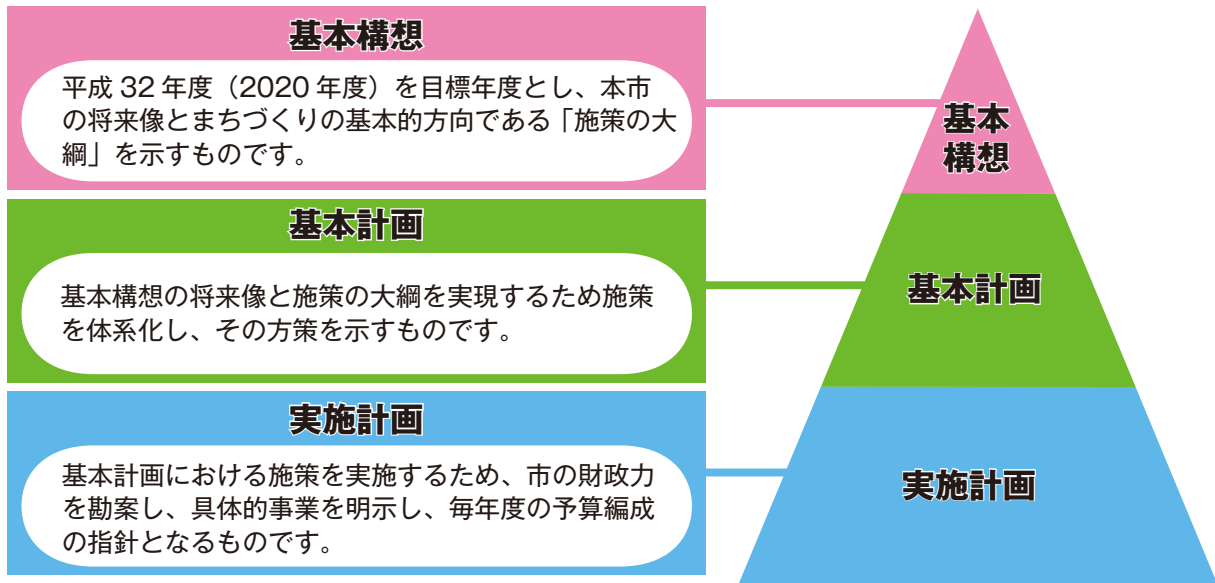 基本構想
平成 32 年度（2020 年度）を目標年度とし、本市
の将来像とまちづくりの基本的方向である「施策の大
綱」を示すものです。
基本計画
基本構想の将来像と施策の大綱を実現するため施策
を体系化し、その方策を示すものです。
実施計画
基本計画における施策を実施するため、市の財政力
を勘案し、具体的事業を明示し、毎年度の予算編成
の指針となるものです。
基本
構想
基本計画
実施計画